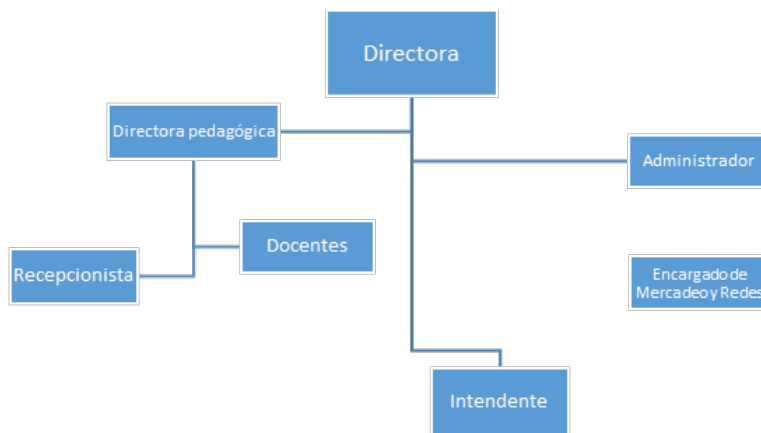 Directora
Directora pedagógica
Administrador
Docentes
Recepcionista
Encargado de
Mercadeo y Redes
Intendente